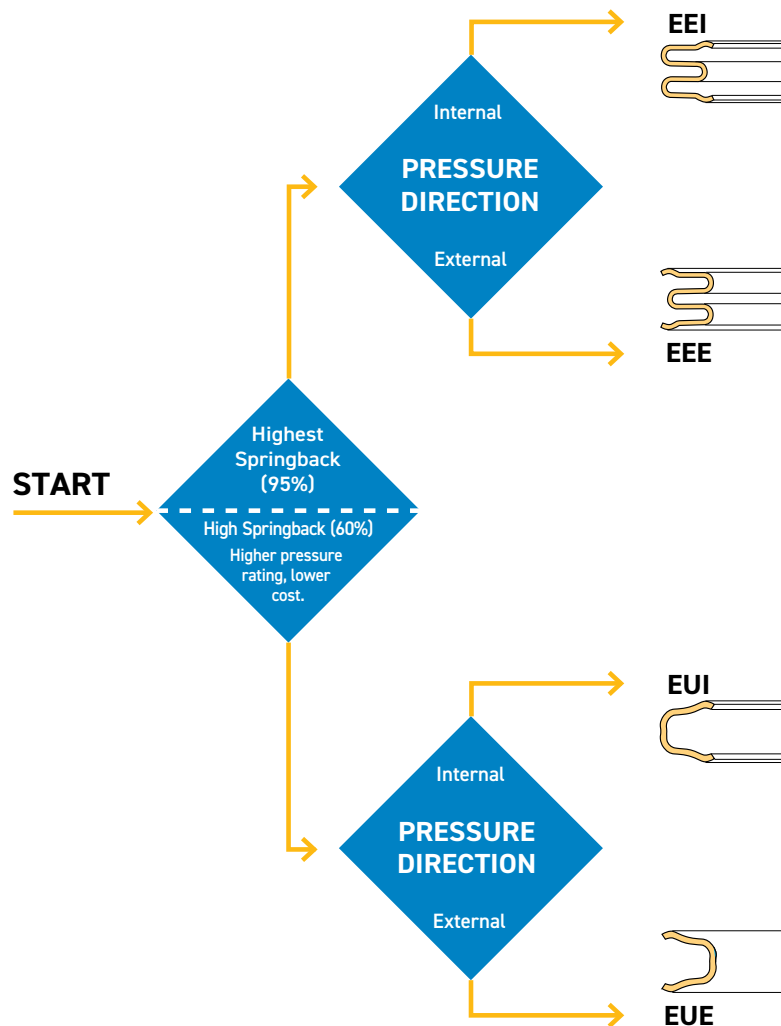 EEI
Internal
PRESSURE
DIRECTION
External
EEE
Highest
Springback
(95%)
START
High Springback (60%)
Higher pressure
rating, lower
cost.
EUI
Internal
PRESSURE
DIRECTION
External
EUE